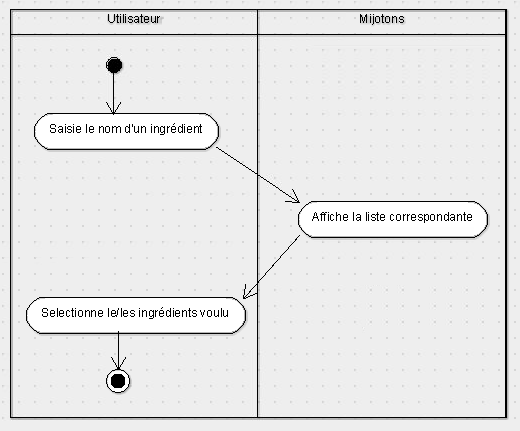 Utilisateur
Mijotons
Saisie le nom d'un ingrédient
Affiche la liste correspondante
Selectionne le/les ingrédients voulu